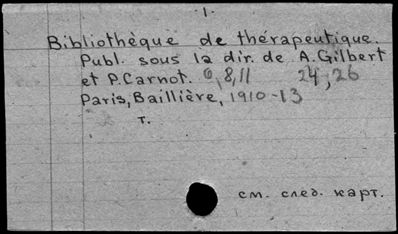 ·1·
Bibliothèque de thérapeutique.
Publ. sous la dir. de A. Gilbert
et P. Carnot. 6,8,11 24,26
Paris, Baillière, 1910-13
т.
см. след. карт.